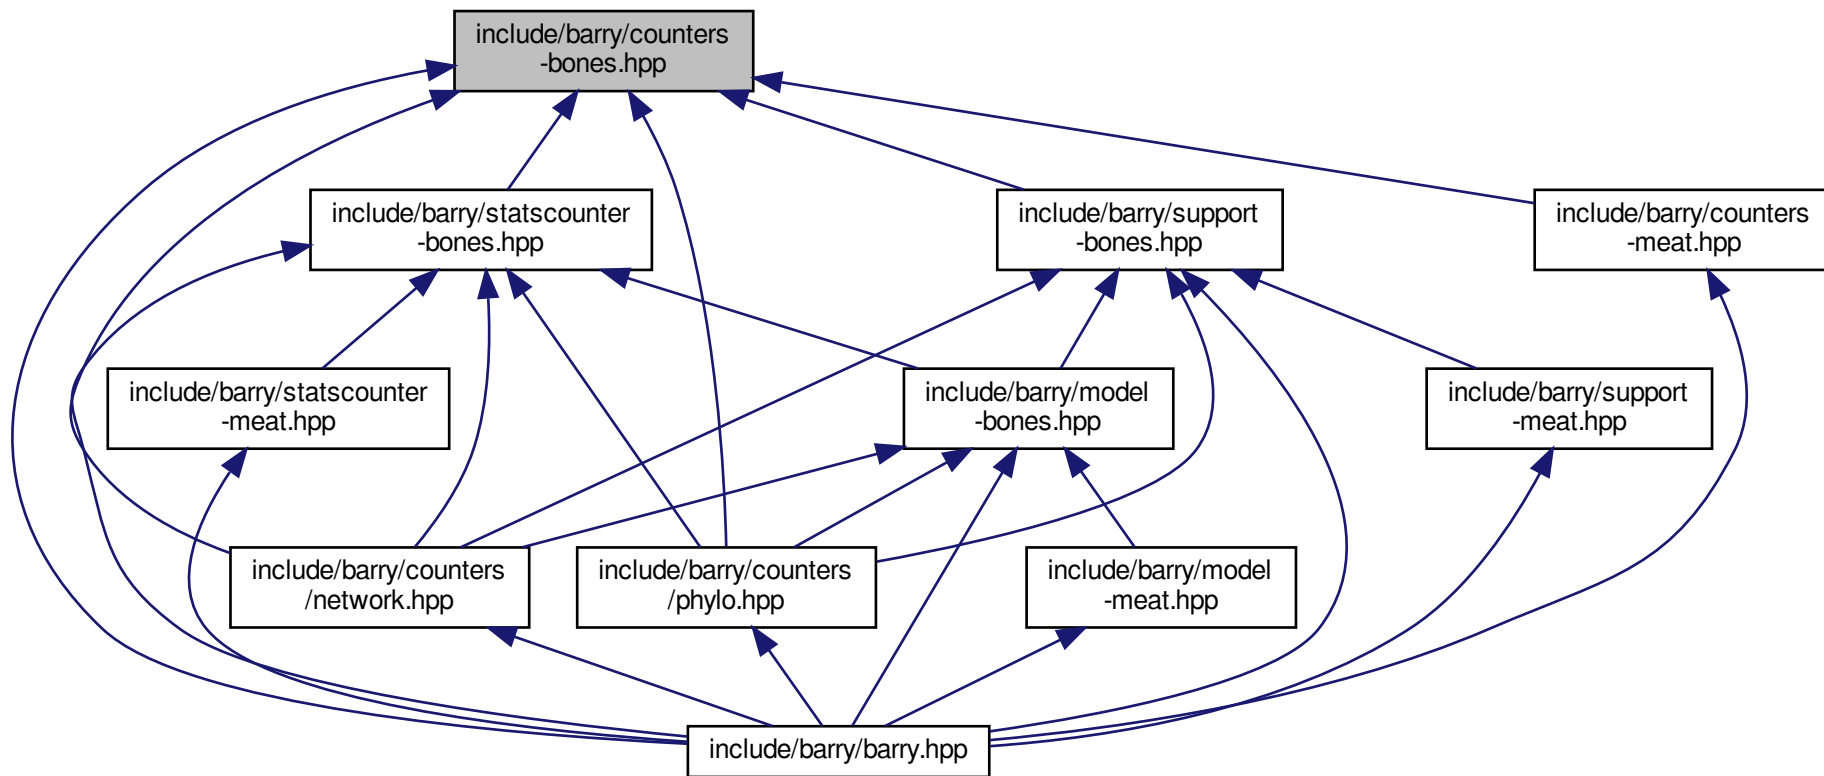 include/barry/counters
-bones.hpp
include/barry/statscounter
-bones.hpp
include/barry/support
-bones.hpp
include/barry/counters
-meat.hpp
include/barry/statscounter
-meat.hpp
include/barry/model
-bones.hpp
include/barry/support
-meat.hpp
include/barry/counters
/network.hpp
include/barry/counters
/phylo.hpp
include/barry/model
-meat.hpp
include/barry/barry.hpp